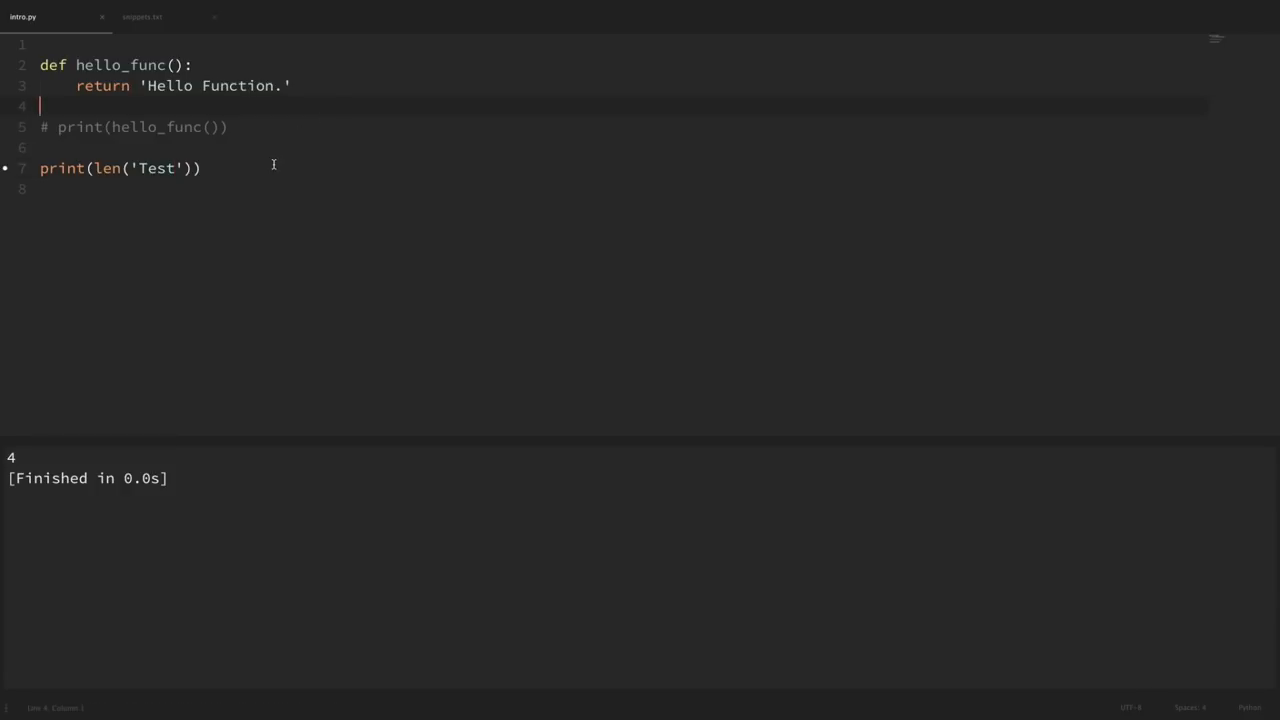 intro.py × snippets.txt ×
1
2 def hello_func():
3     return 'Hello Function.'
4
5 # print(hello_func())
6
7 print(len('Test'))
8
4
[Finished in 0.0s]
Line 4, Column 1 UTF-8 Spaces: 4 Python